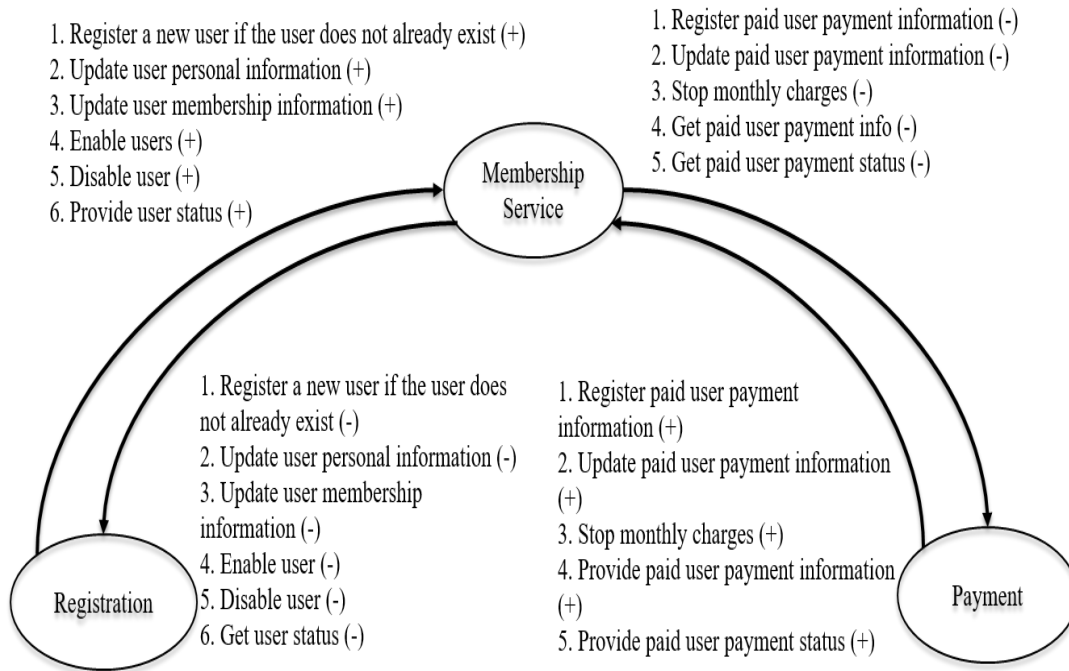 1. Register a new user if the user does not already exist (+)
2. Update user personal information (+)
3. Update user membership information (+)
4. Enable users (+)
5. Disable user (+)
6. Provide user status (+)
1. Register paid user payment information (-)
2. Update paid user payment information (-)
3. Stop monthly charges (-)
4. Get paid user payment info (-)
5. Get paid user payment status (-)
Membership
Service
1. Register a new user if the user does
not already exist (-)
2. Update user personal information (-)
3. Update user membership
information (-)
4. Enable user (-)
5. Disable user (-)
6. Get user status (-)
1. Register paid user payment
information (+)
2. Update paid user payment information
(+)
3. Stop monthly charges (+)
4. Provide paid user payment information
(+)
5. Provide paid user payment status (+)
Registration
Payment